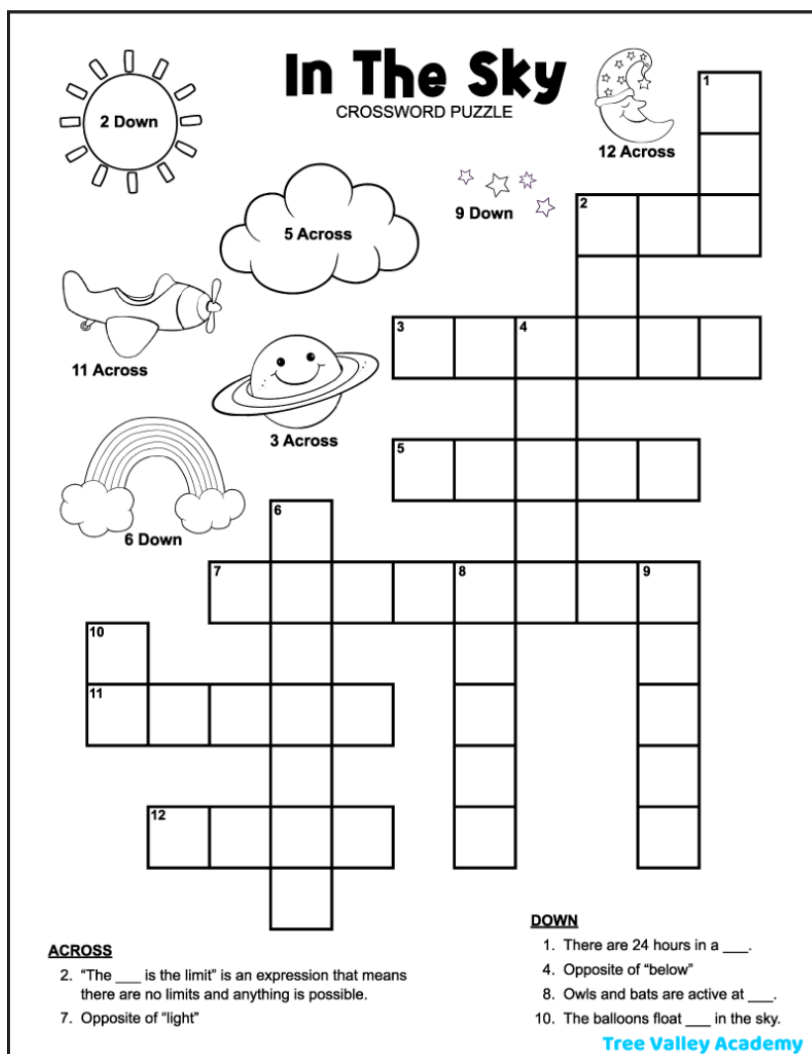 In The Sky
CROSSWORD PUZZLE
2 Down
12 Across
1
9 Down
2
5 Across
11 Across
3
4
3 Across
5
6 Down
6
7
8
9
10
11
12
ACROSS
2. “The ___ is the limit” is an expression that means
there are no limits and anything is possible.
7. Opposite of “light”
DOWN
1. There are 24 hours in a ___.
4. Opposite of “below”
8. Owls and bats are active at ___.
10. The balloons float ___ in the sky.
Tree Valley Academy